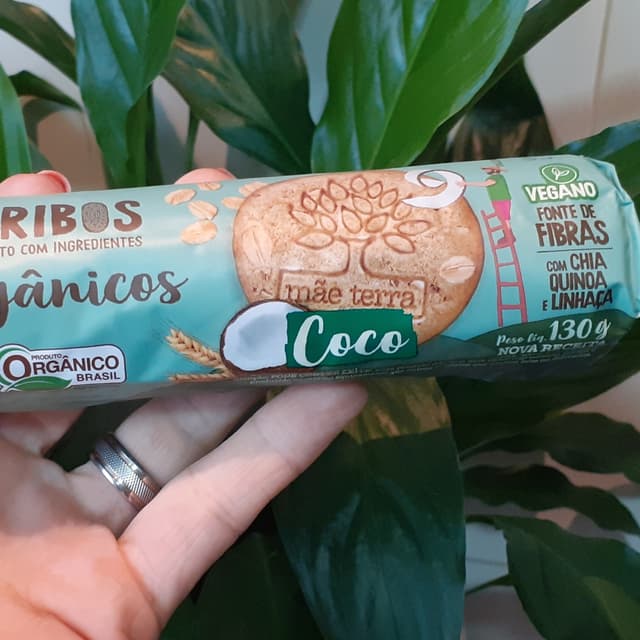 RIBOS
TO COM INGREDIENTES
gânicos
PRODUTO
ORGÂNICO
BRASIL
mãe terra
Coco
VEGANO
FONTE DE
FIBRAS
COM CHIA
QUINOA
E LINHAÇA
Peso líq. 130g
NOVA RECEITA